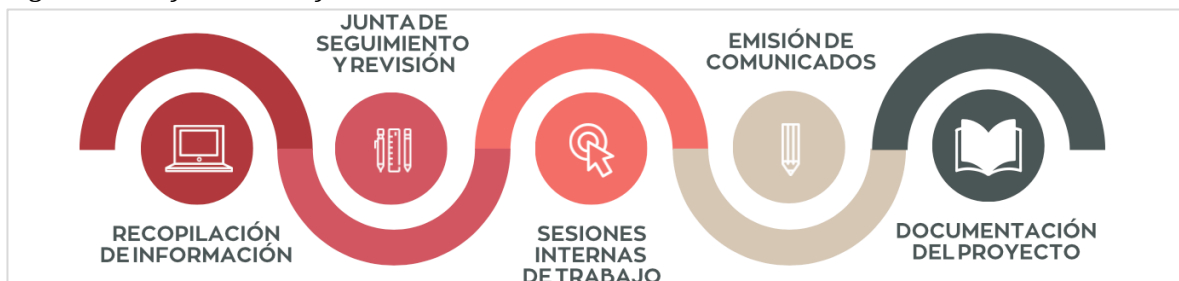 JUNTA DE
SEGUIMIENTO
Y REVISIÓN
EMISIÓN DE
COMUNICADOS
RECOPILACIÓN
DE INFORMACIÓN
SESIONES
INTERNAS
DE TRABAJO
DOCUMENTACIÓN
DEL PROYECTO